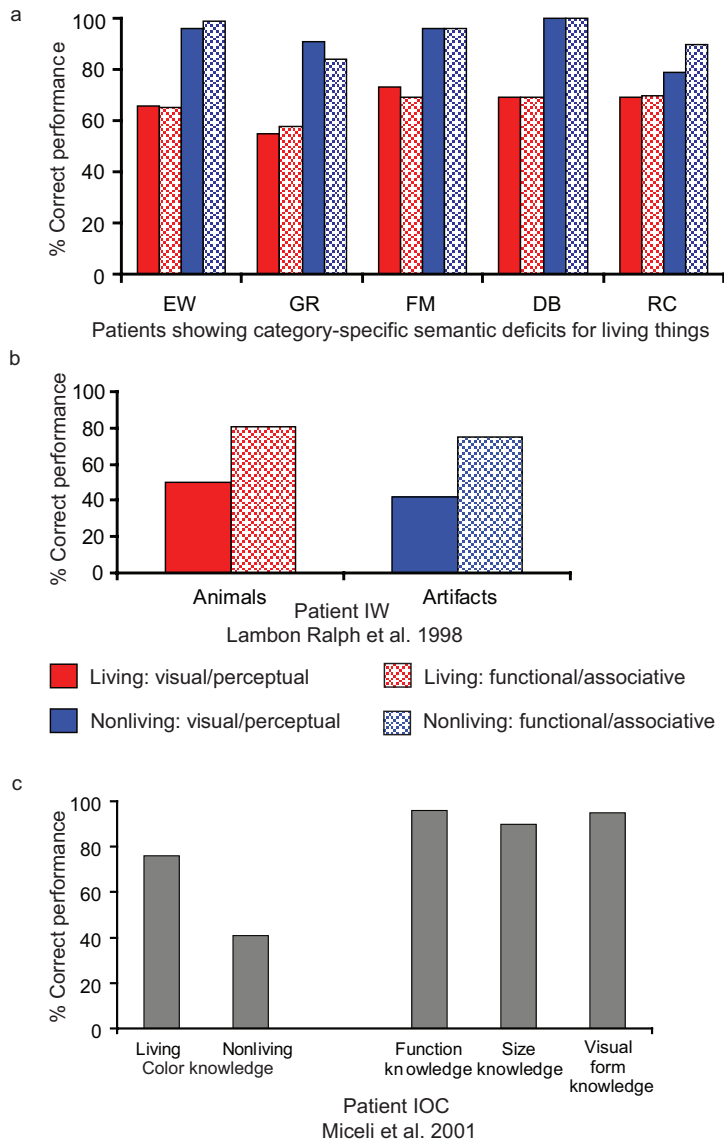 a
100
80
60
40
20
0
% Correct performance
EW GR FM DB RC
Patients showing category-specific semantic deficits for living things
b
100
80
60
40
20
0
% Correct performance
Animals Artifacts
Patient IW
Lambon Ralph et al. 1998
Living: visual/perceptual Living: functional/associative
Nonliving: visual/perceptual Nonliving: functional/associative
c
100
80
60
40
20
0
% Correct performance
Living Nonliving
Color knowledge
Function knowledge
Size knowledge
Visual form knowledge
Patient IOC
Miceli et al. 2001